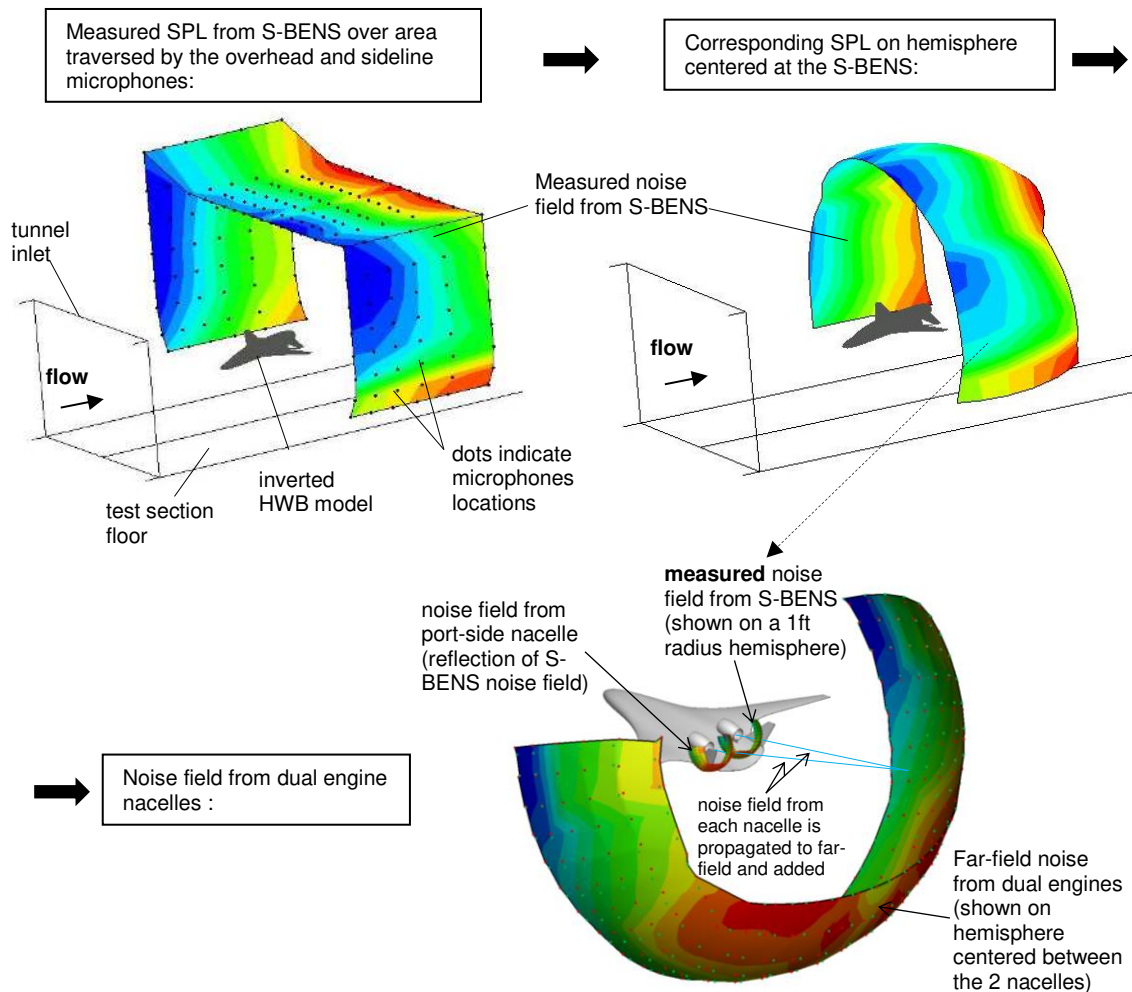 Measured SPL from S-BENS over area
traversed by the overhead and sideline
microphones:
Corresponding SPL on hemisphere
centered at the S-BENS:
Measured noise
field from S-BENS
tunnel
inlet
flow
flow
dots indicate
microphones
locations
inverted
HWB model
test section
floor
measured noise
field from S-BENS
(shown on a 1ft
radius hemisphere)
noise field from
port-side nacelle
(reflection of S-
BENS noise field)
Noise field from dual engine
nacelles :
noise field from
each nacelle is
propagated to far-
field and added
Far-field noise
from dual engines
(shown on
hemisphere
centered between
the 2 nacelles)